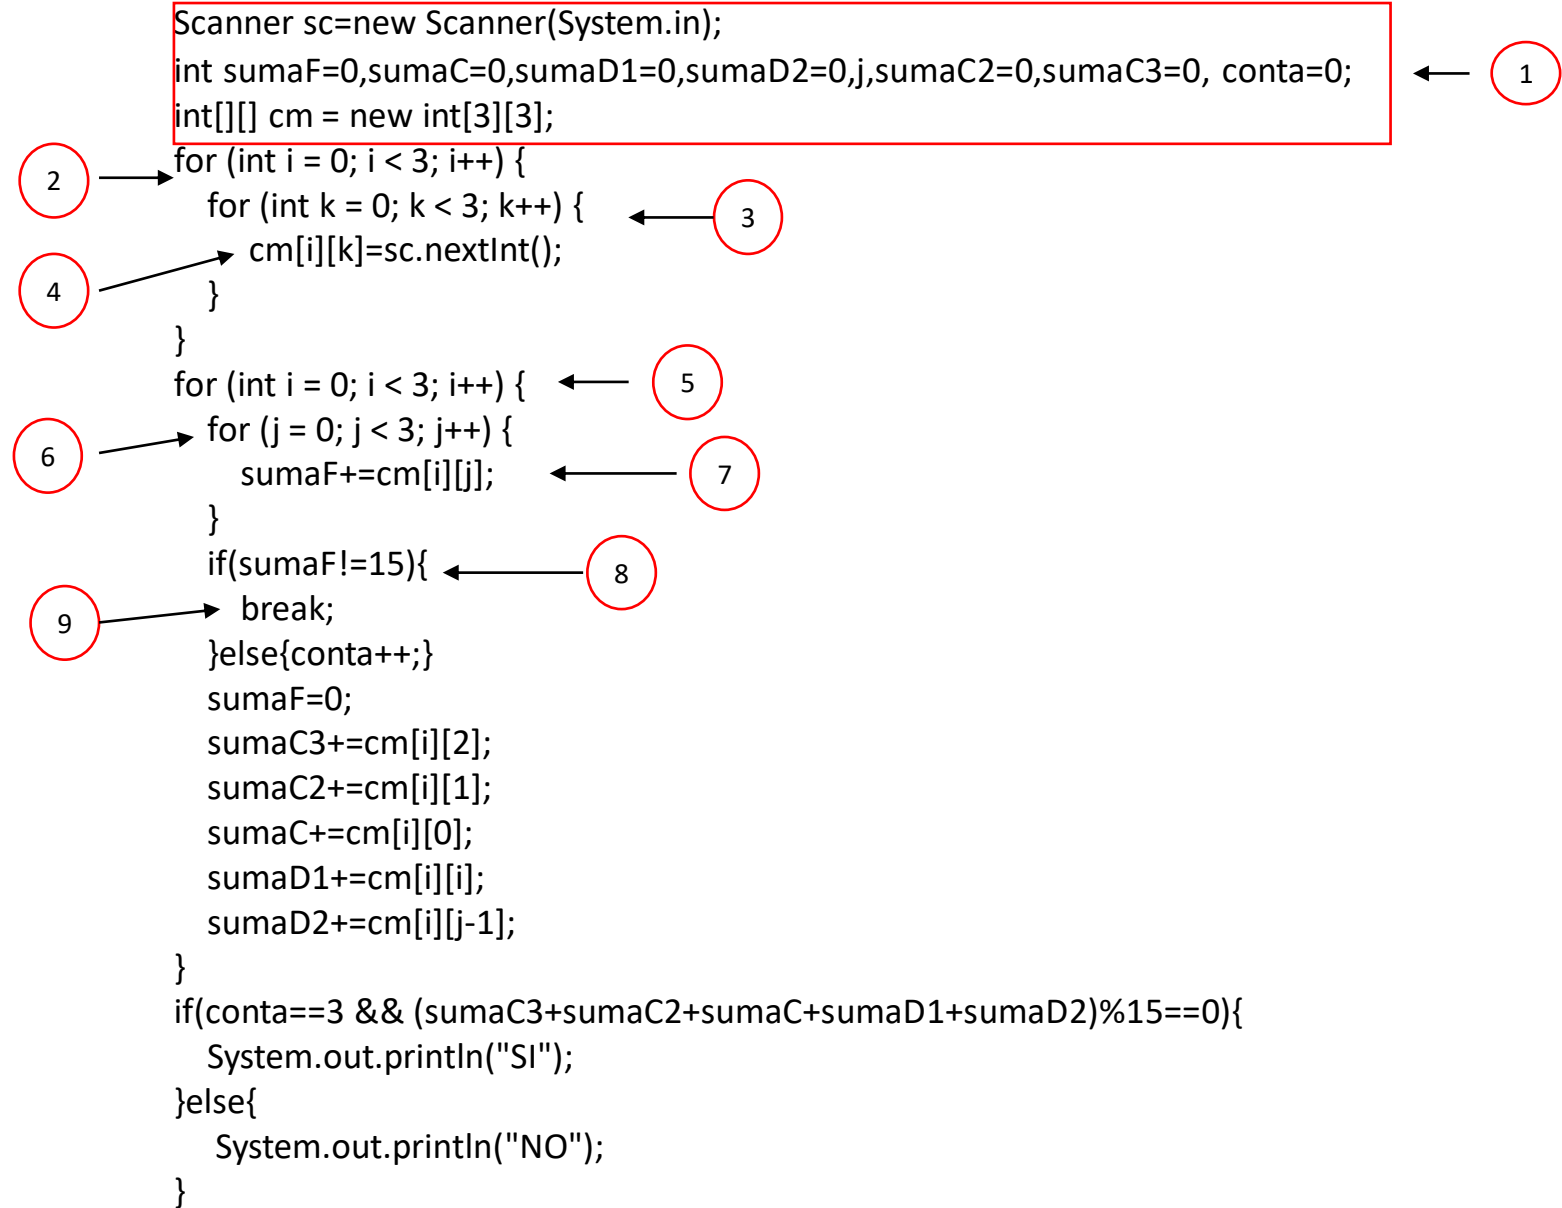 Scanner sc=new Scanner(System.in);
int sumaF=0,sumaC=0,sumaD1=0,sumaD2=0,j,sumaC2=0,sumaC3=0, conta=0;
1
int[][] cm = new int[3][3];
for (int i = 0; i < 3; i++) {
2
for (int k = 0; k < 3; k++) {
3
cm[i][k]=sc.nextInt();
4
}
}
for (int i = 0; i < 3; i++) {
5
for (j = 0; j < 3; j++) {
6
sumaF+=cm[i][j];
7
}
if(sumaF!=15){
8
break;
9
}else{conta++;}
sumaF=0;
sumaC3+=cm[i][2];
sumaC2+=cm[i][1];
sumaC+=cm[i][0];
sumaD1+=cm[i][i];
sumaD2+=cm[i][j-1];
}
if(conta==3 && (sumaC3+sumaC2+sumaC+sumaD1+sumaD2)%15==0){
System.out.println("SI");
}else{
System.out.println("NO");
}